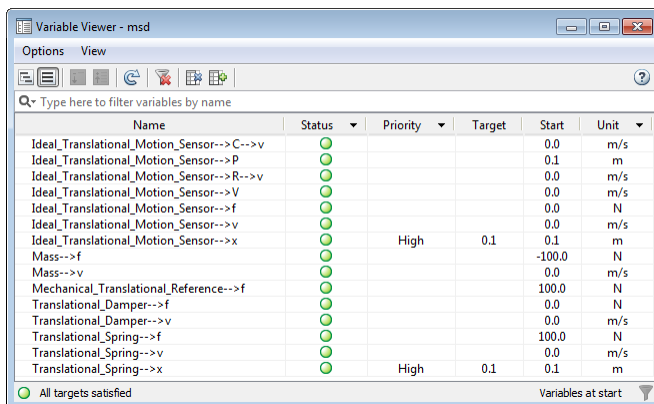 Variable Viewer - msd
Options View
Type here to filter variables by name
Name Status Priority Target Start Unit
Ideal_Translational_Motion_Sensor-->C-->v 0.0 m/s
Ideal_Translational_Motion_Sensor-->P 0.1 m
Ideal_Translational_Motion_Sensor-->R-->v 0.0 m/s
Ideal_Translational_Motion_Sensor-->V 0.0 m/s
Ideal_Translational_Motion_Sensor-->f 0.0 N
Ideal_Translational_Motion_Sensor-->v 0.0 m/s
Ideal_Translational_Motion_Sensor-->x High 0.1 0.1 m
Mass-->f -100.0 N
Mass-->v 0.0 m/s
Mechanical_Translational_Reference-->f 100.0 N
Translational_Damper-->f 0.0 N
Translational_Damper-->v 0.0 m/s
Translational_Spring-->f 100.0 N
Translational_Spring-->v 0.0 m/s
Translational_Spring-->x High 0.1 0.1 m
All targets satisfied Variables at start